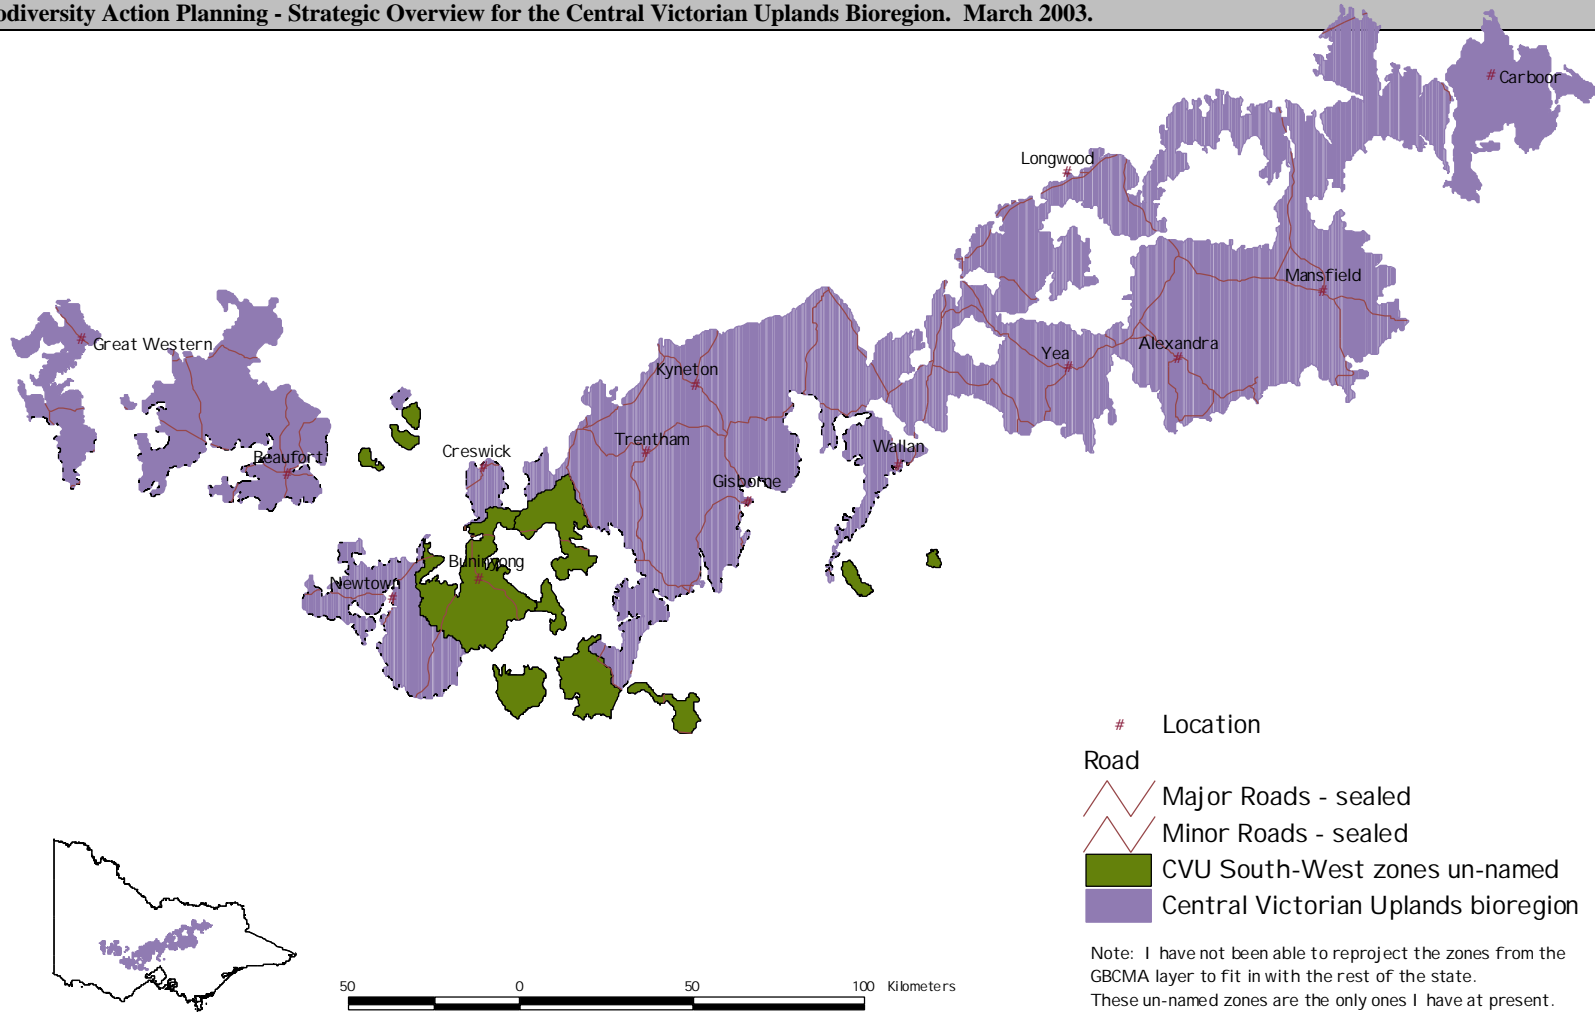 odiversity Action Planning - Strategic Overview for the Central Victorian Uplands Bioregion.  March 2003.
# Carboor
Longwood
#
Mansfield
#
Great Western
#
Alexandra
#
Yea
#
Kyneton
#
Trentham
#
Wallan
#
Creswick
#
Beaufort
#
Gisborne
#
Buninyong
#
Newtown
#
# Location
Road
Major Roads - sealed
Minor Roads - sealed
CVU South-West zones un-named
Central Victorian Uplands bioregion
Note: I have not been able to reproject the zones from the
GBCMA layer to fit in with the rest of the state.
These un-named zones are the only ones I have at present.
50 0 50 100 Kilometers